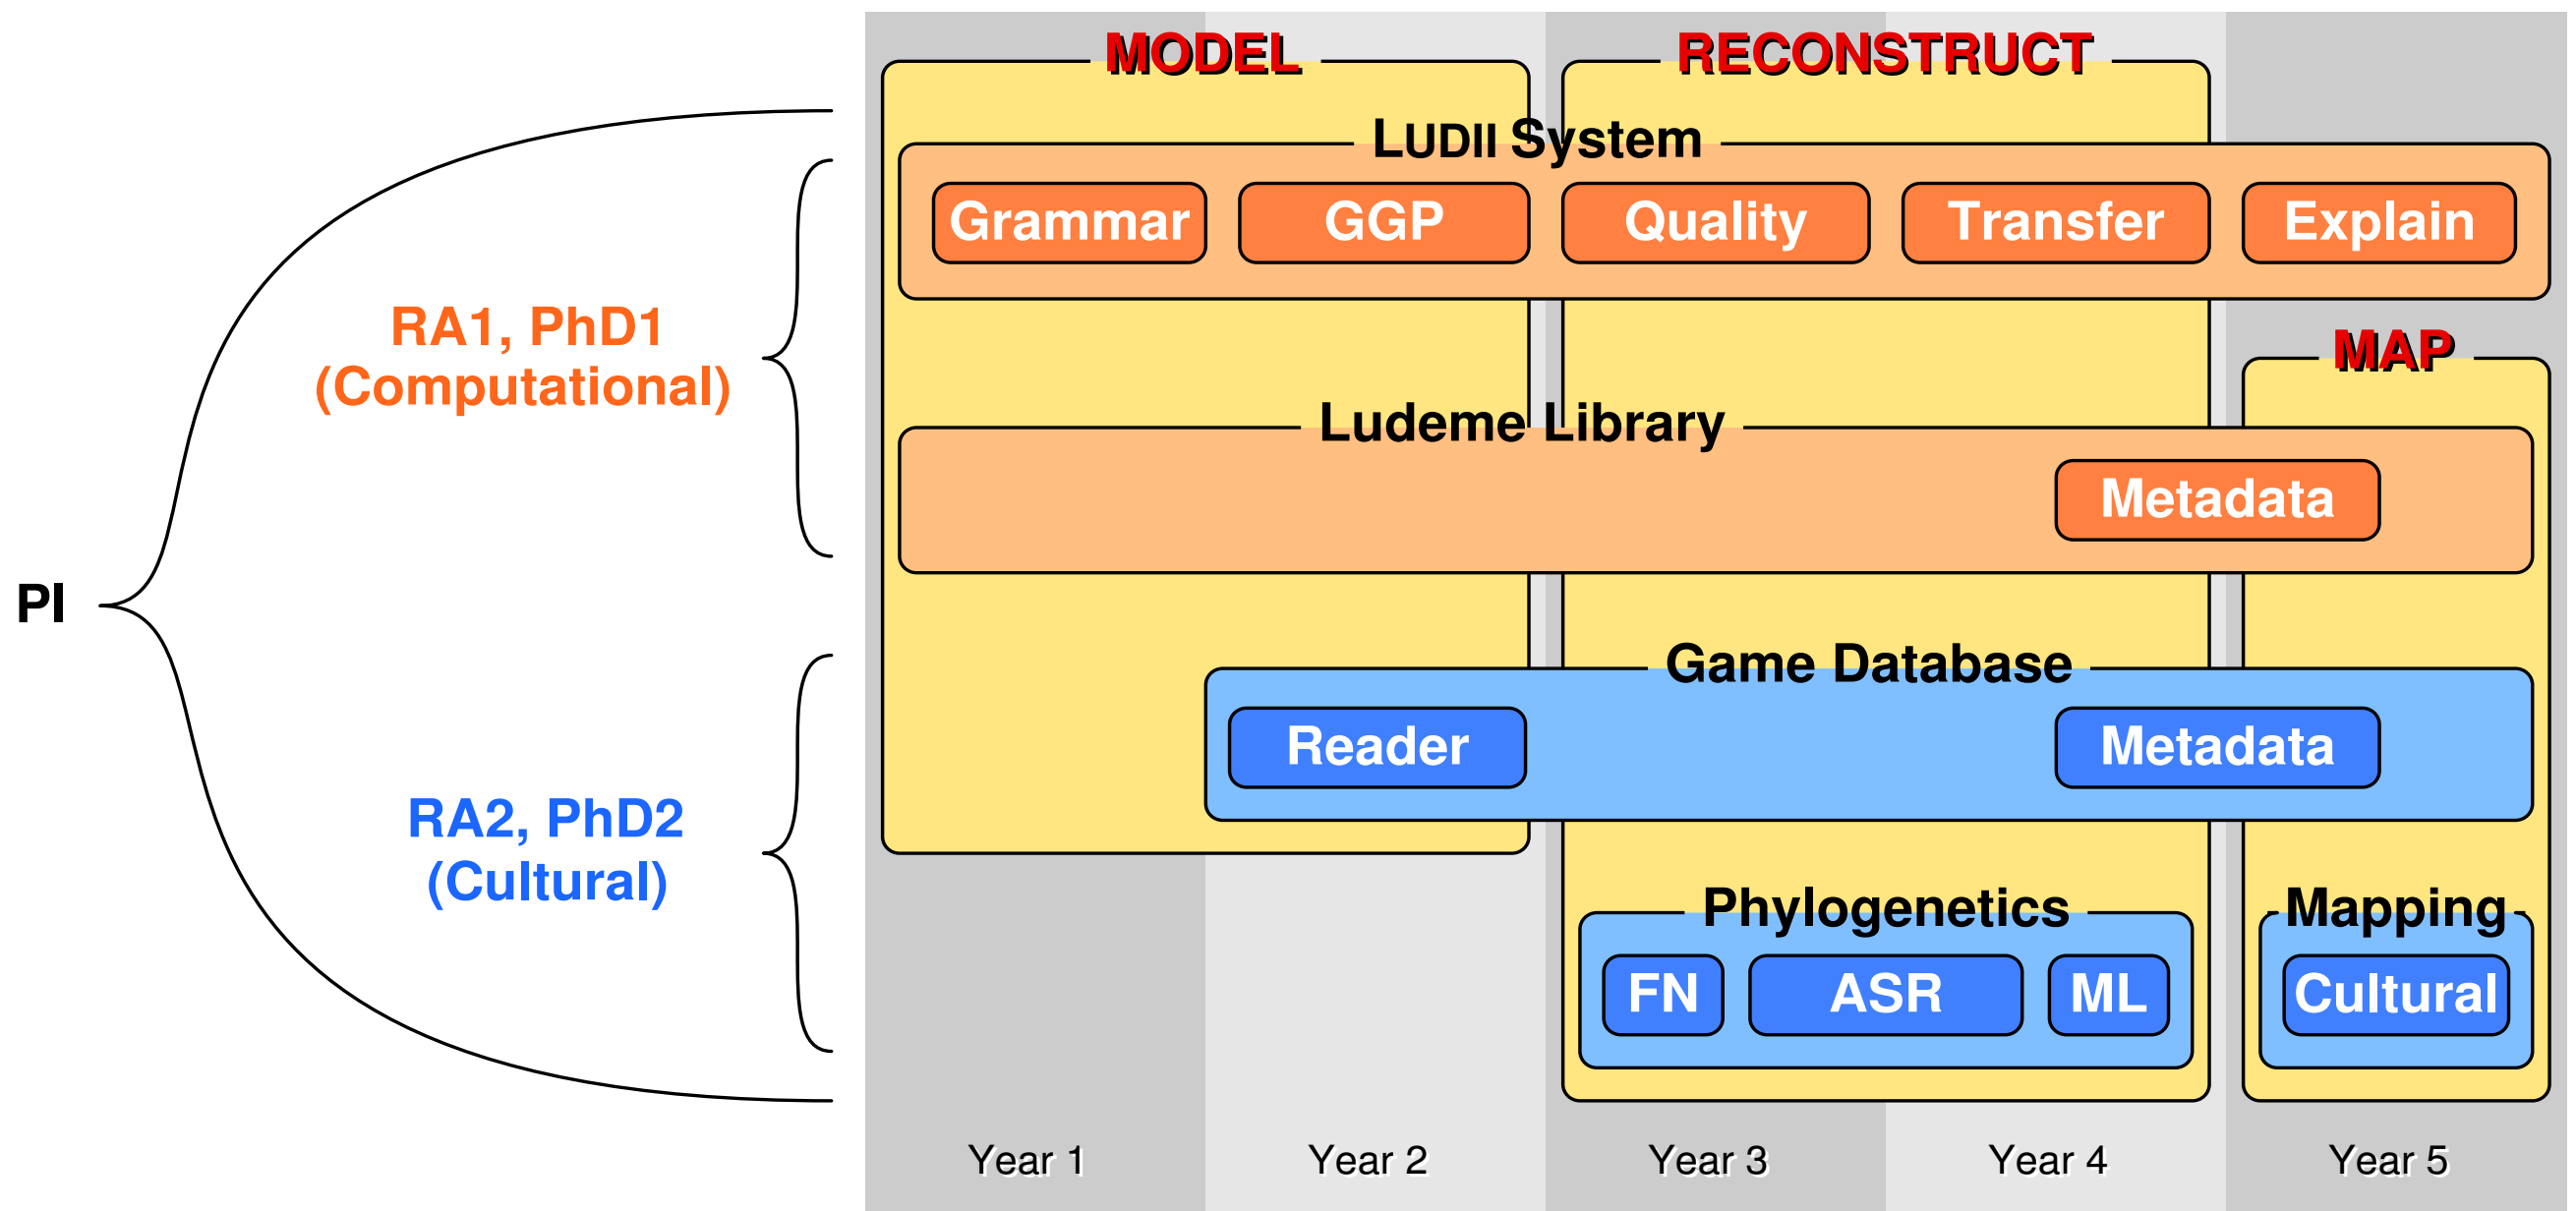 MODEL
RECONSTRUCT
LUDII System
Grammar
GGP
Quality
Transfer
Explain
RA1, PhD1
(Computational)
MAP
Ludeme Library
Metadata
PI
Game Database
Reader
Metadata
RA2, PhD2
(Cultural)
Phylogenetics
Mapping
FN
ASR
ML
Cultural
Year 1
Year 2
Year 3
Year 4
Year 5